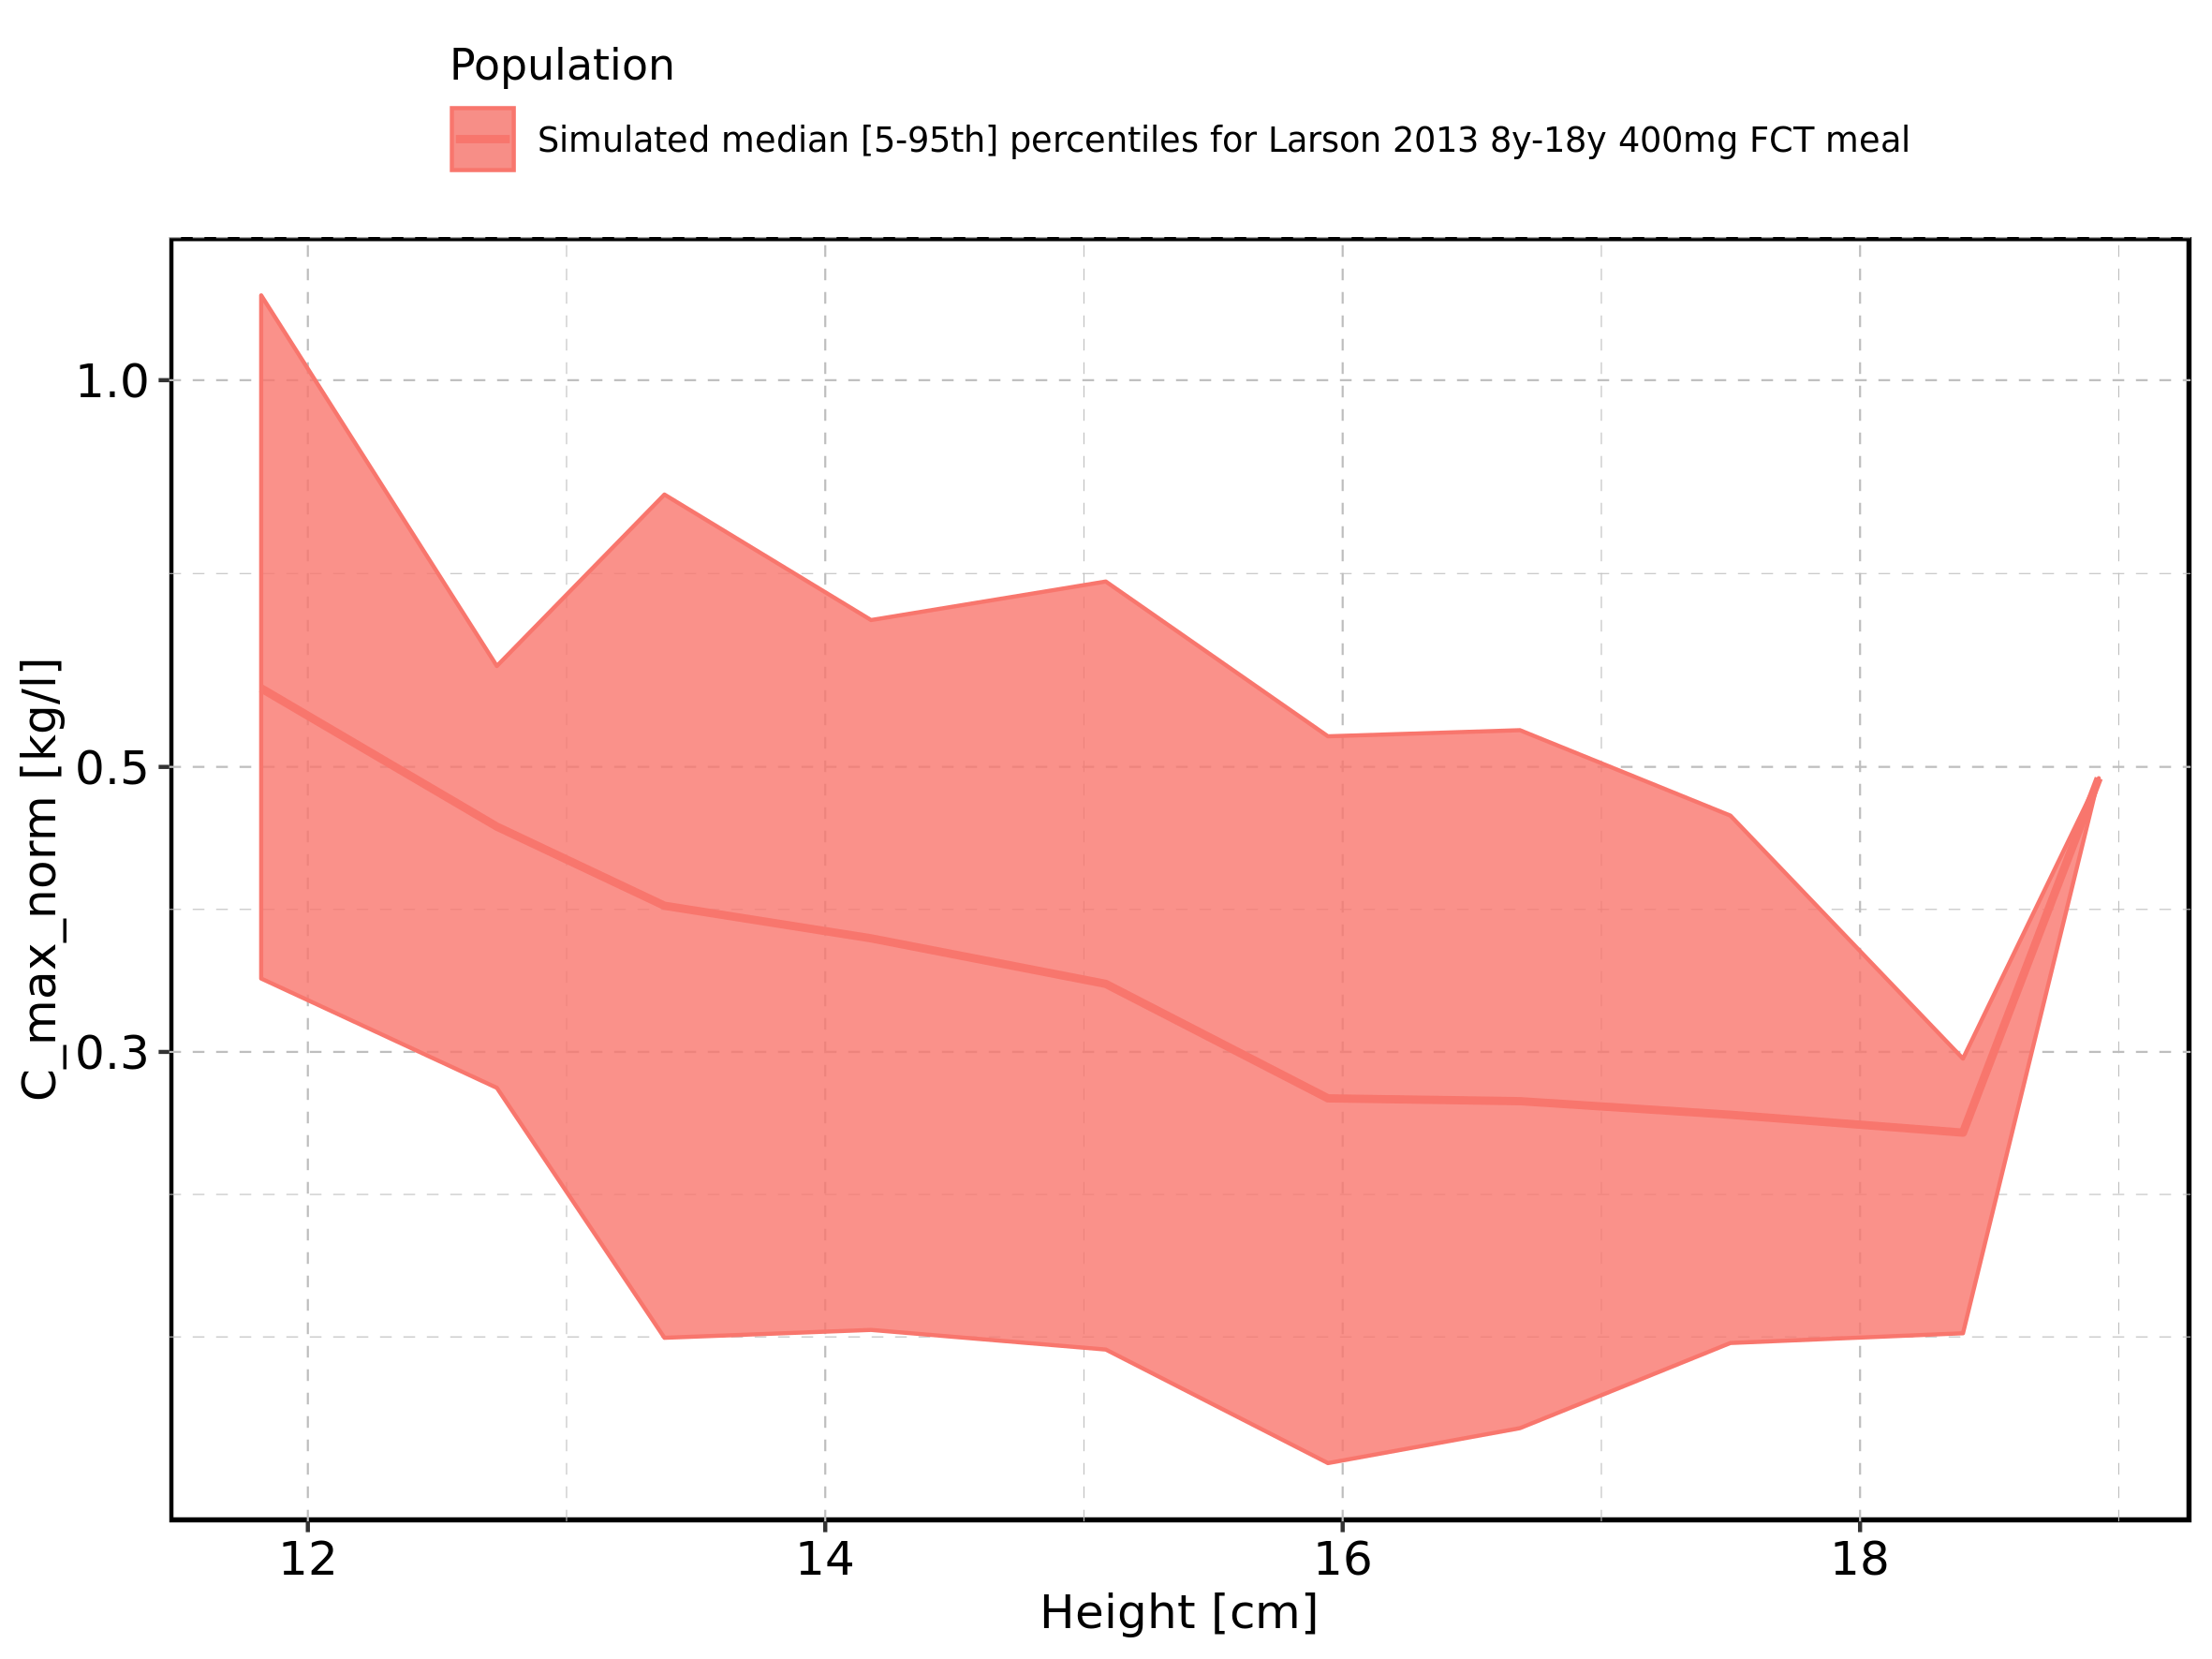 Population
Simulated median [5-95th] percentiles for Larson 2013 8y-18y 400mg FCT meal
C_max_norm [kg/l]
1.0
0.5
0.3
12 14 16 18
Height [cm]